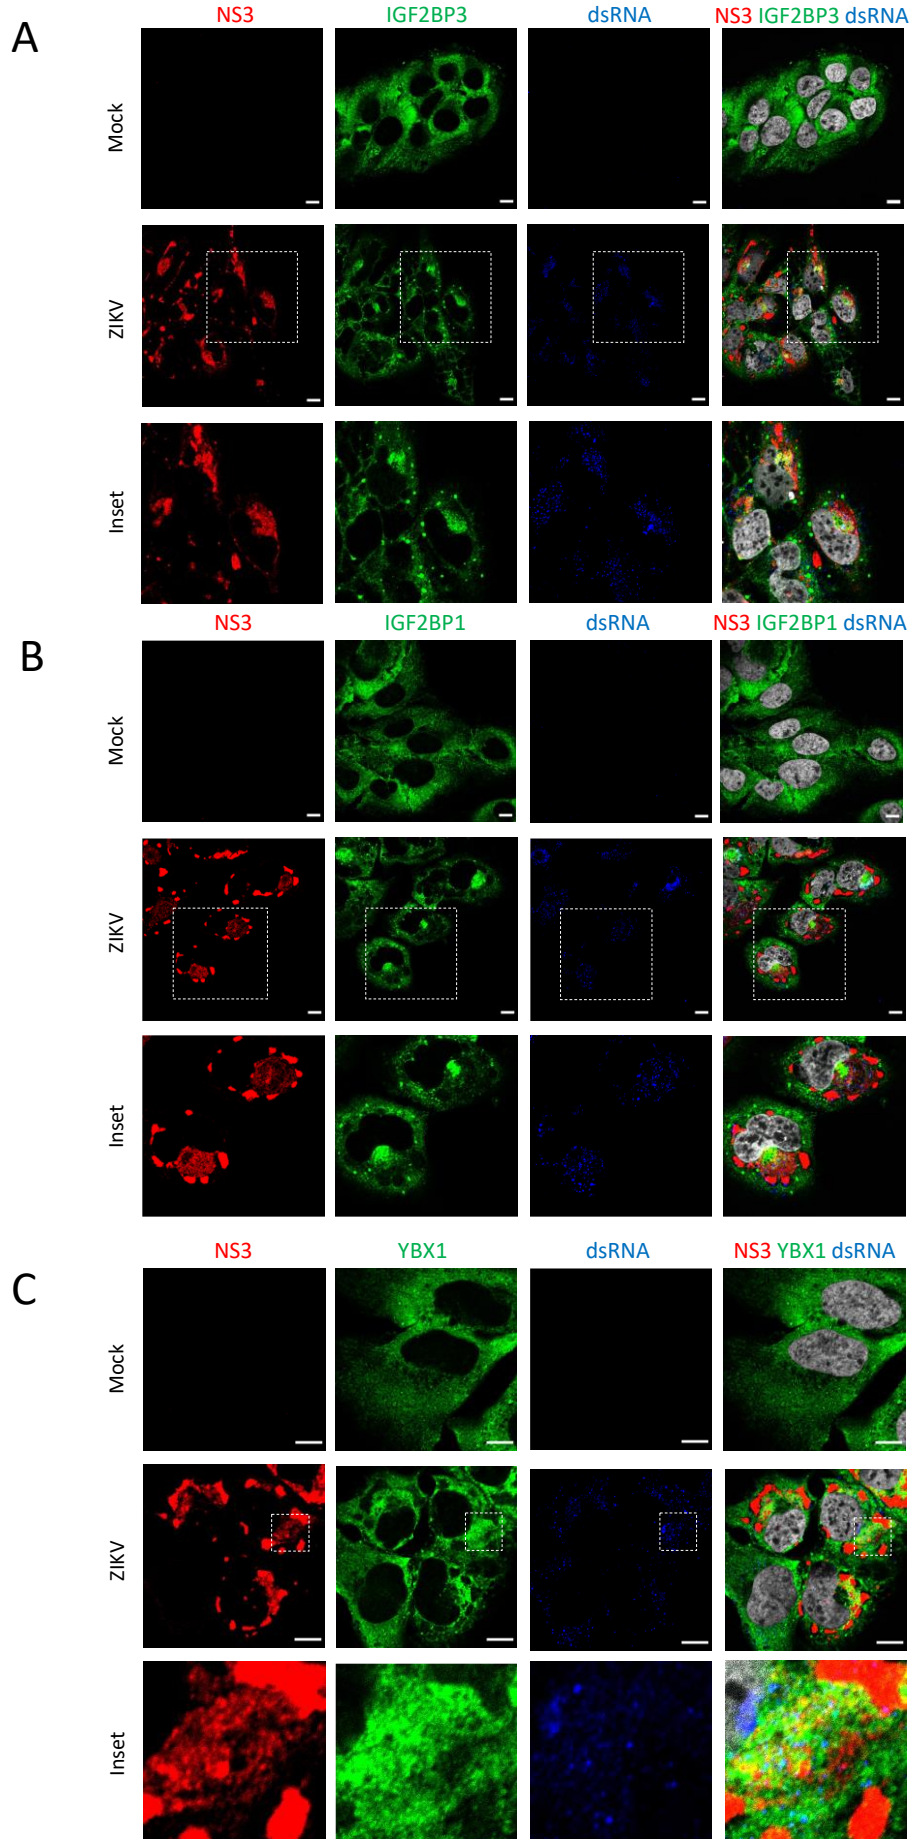 A
NS3 IGF2BP3 dsRNA NS3 IGF2BP3 dsRNA
Mock
ZIKV
Inset
B
NS3 IGF2BP1 dsRNA NS3 IGF2BP1 dsRNA
Mock
ZIKV
Inset
C
NS3 YBX1 dsRNA NS3 YBX1 dsRNA
Mock
ZIKV
Inset